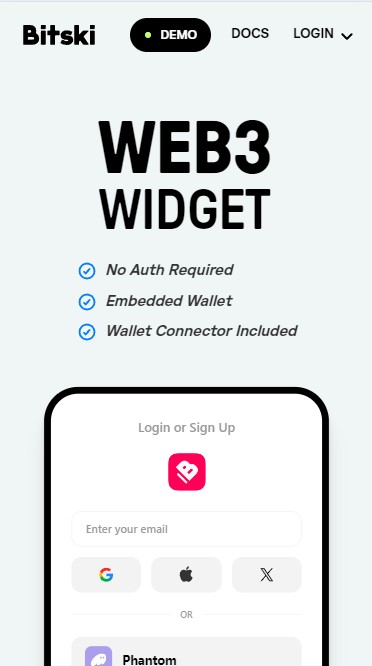 Bitski
DEMO
DOCS
LOGIN
WEB3
WIDGET
No Auth Required
Embedded Wallet
Wallet Connector Included
Login or Sign Up
Enter your email
OR
Phantom